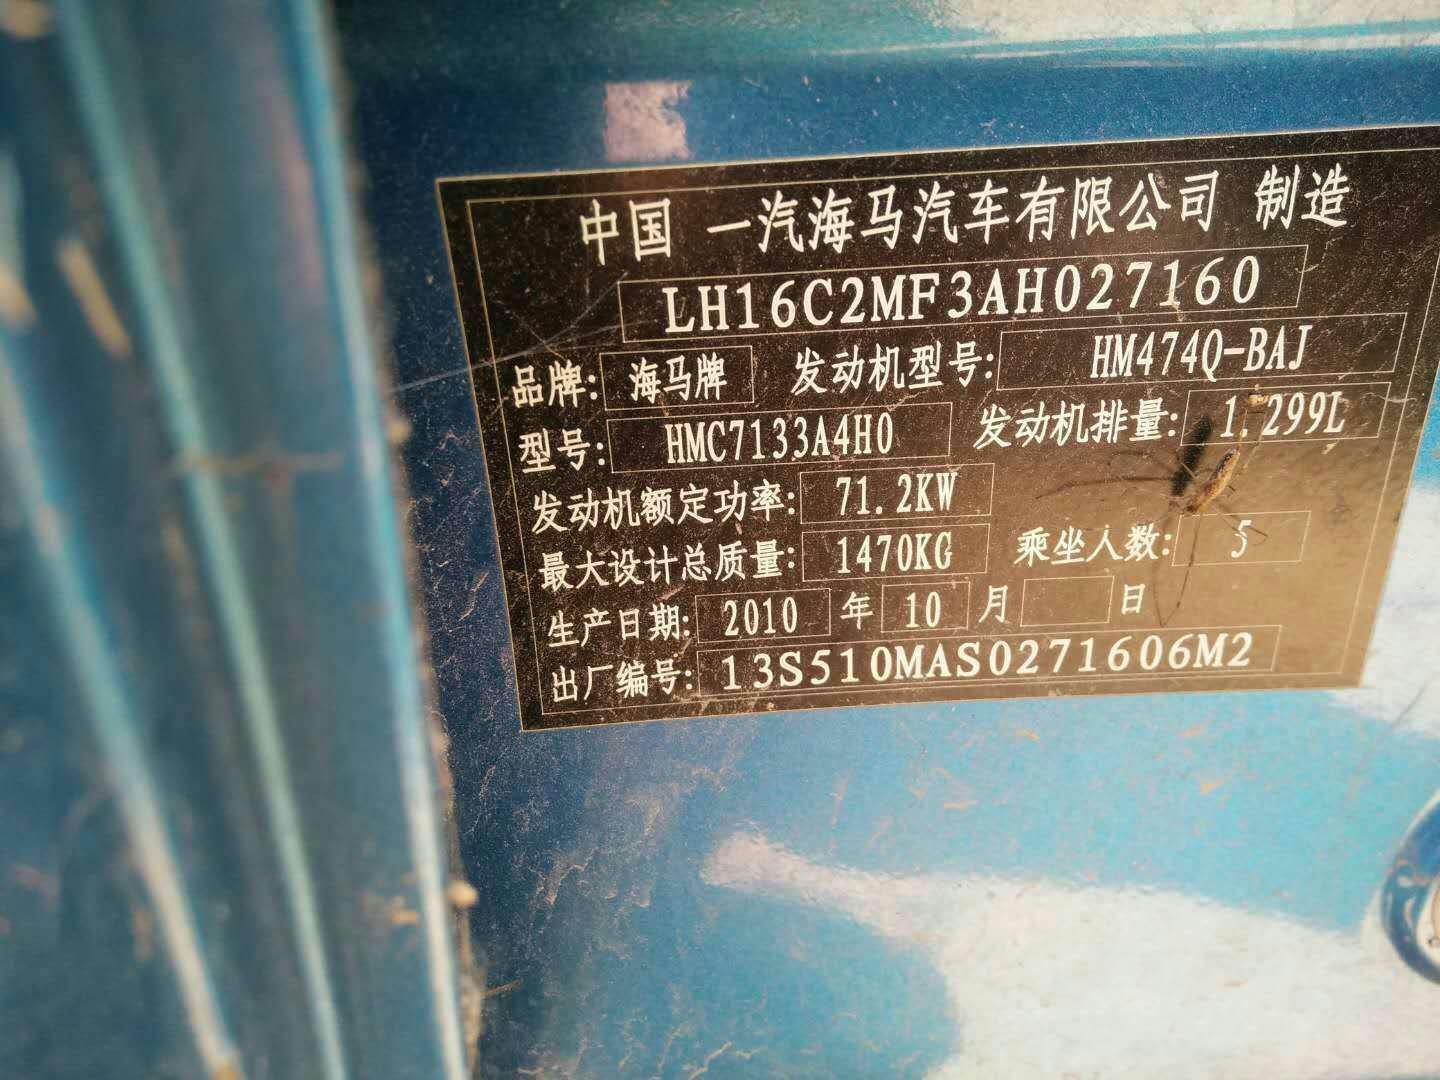 中国 一汽海马汽车有限公司 制造
LH16C2MF3AH027160
品牌: 海马牌 发动机型号: HM474Q-BAJ
型号: HMC7133A4H0 发动机排量: 1.299L
发动机额定功率: 71.2KW
最大设计总质量: 1470KG 乘坐人数: 5
生产日期: 2010 年 10 月 日
出厂编号: 13S510MAS0271606M2